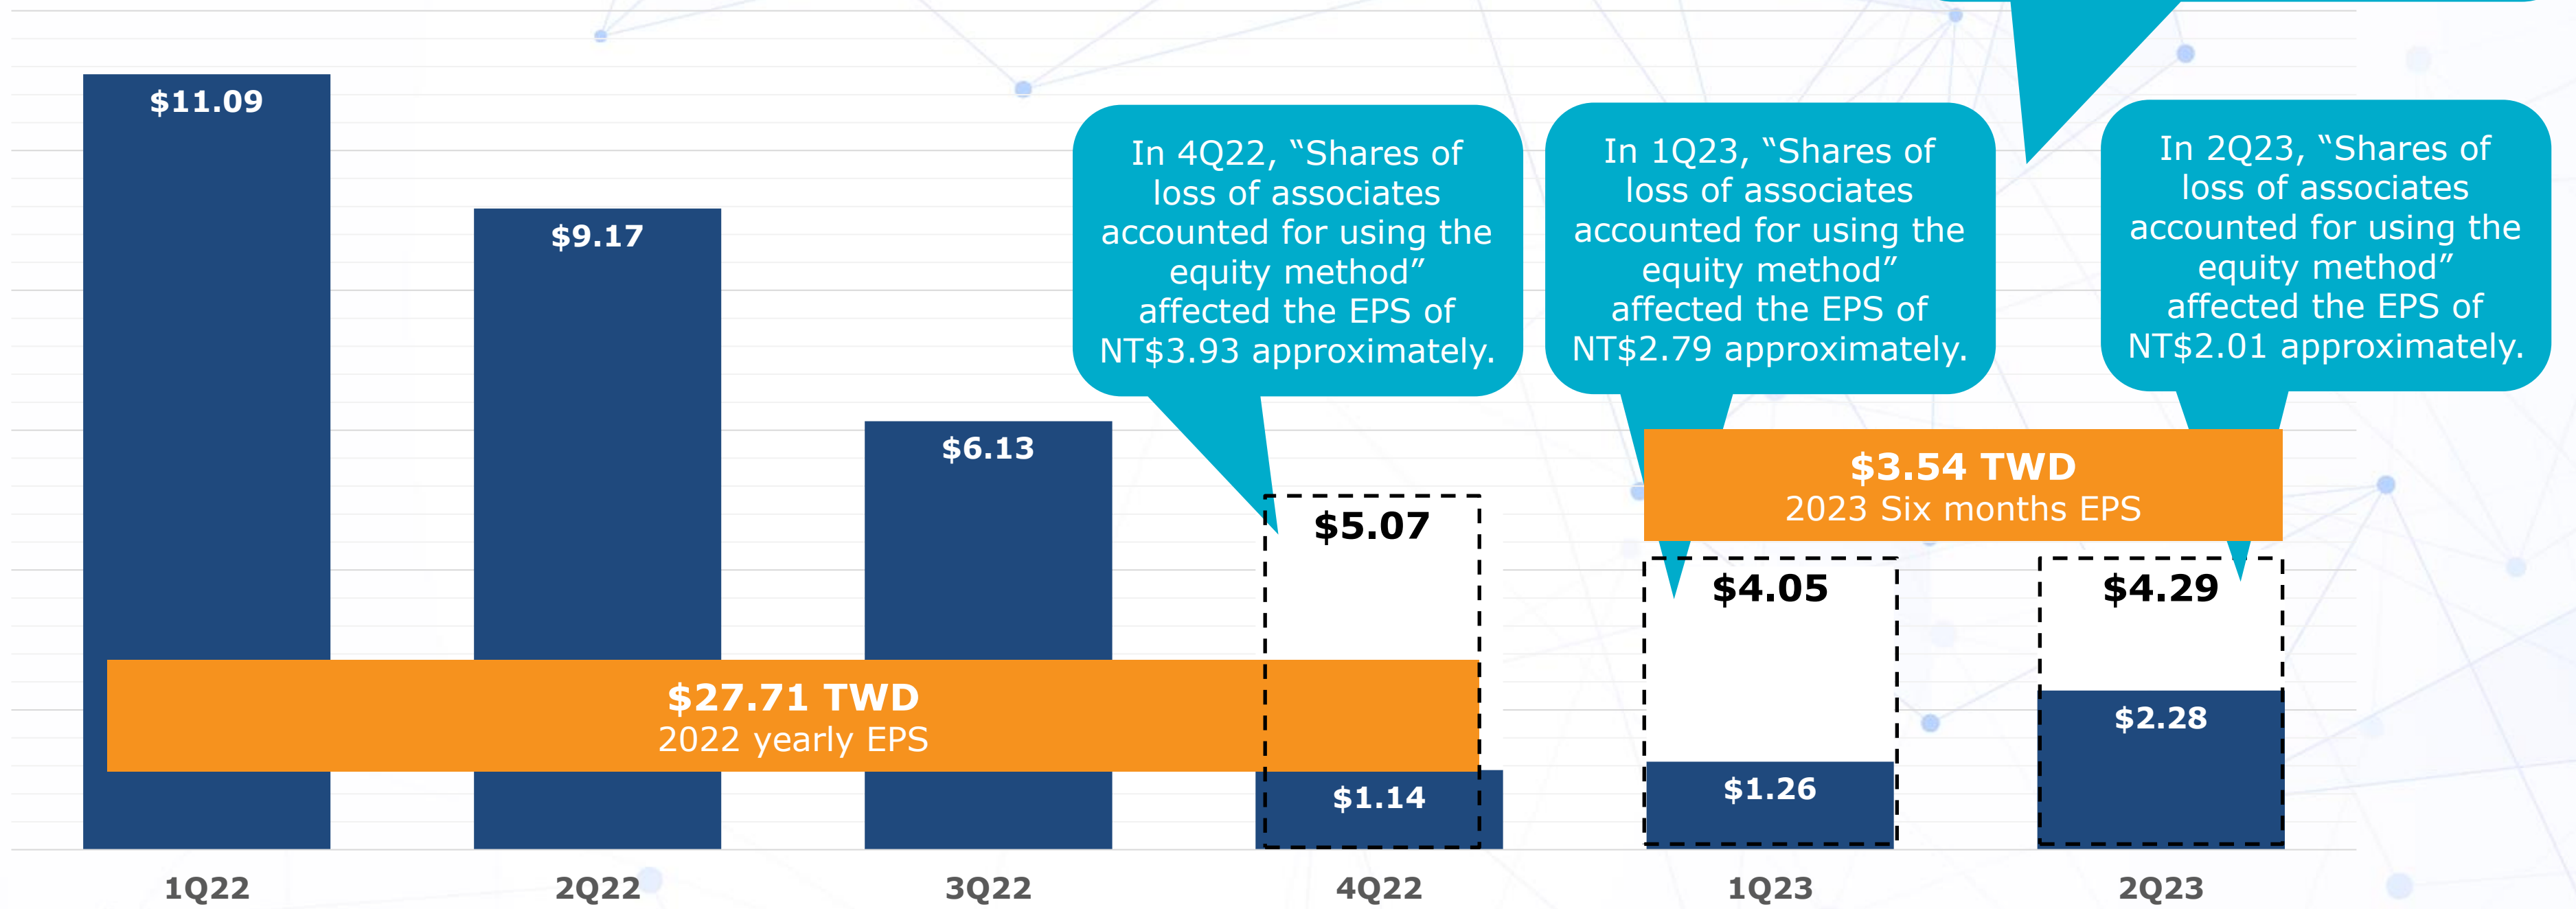 $11.09
$9.17
$6.13
In 4Q22, “Shares of
loss of associates
accounted for using the
equity method”
affected the EPS of
NT$3.93 approximately.
In 1Q23, “Shares of
loss of associates
accounted for using the
equity method”
affected the EPS of
NT$2.79 approximately.
In 2Q23, “Shares of
loss of associates
accounted for using the
equity method”
affected the EPS of
NT$2.01 approximately.
$5.07
$3.54 TWD
2023 Six months EPS
$4.05
$4.29
$27.71 TWD
2022 yearly EPS
$1.14
$1.26
$2.28
1Q22
2Q22
3Q22
4Q22
1Q23
2Q23